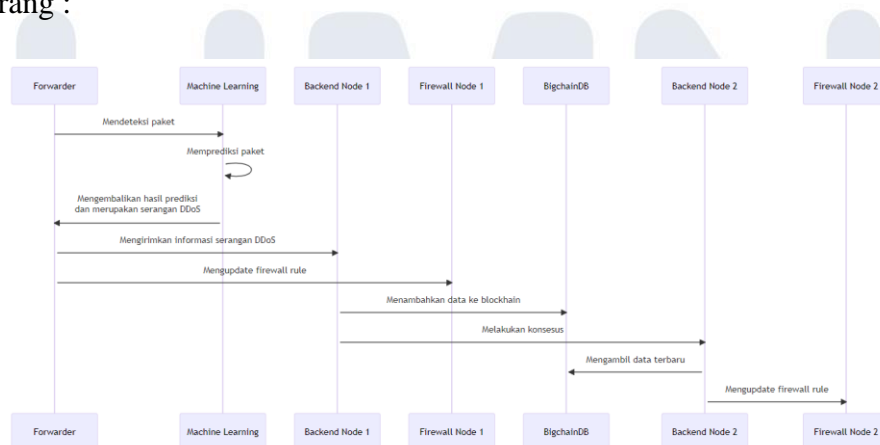 rang :
Forwarder
Machine Learning
Backend Node 1
Firewall Node 1
BigchainDB
Backend Node 2
Firewall Node 2
Mendeteksi paket
Memprediksi paket
Mengembalikan hasil prediksi
dan merupakan serangan DDoS
Mengirimkan informasi serangan DDoS
Mengupdate firewall rule
Menambahkan data ke blockhain
Melakukan konsesus
Mengambil data terbaru
Mengupdate firewall rule
Forwarder
Machine Learning
Backend Node 1
Firewall Node 1
BigchainDB
Backend Node 2
Firewall Node 2